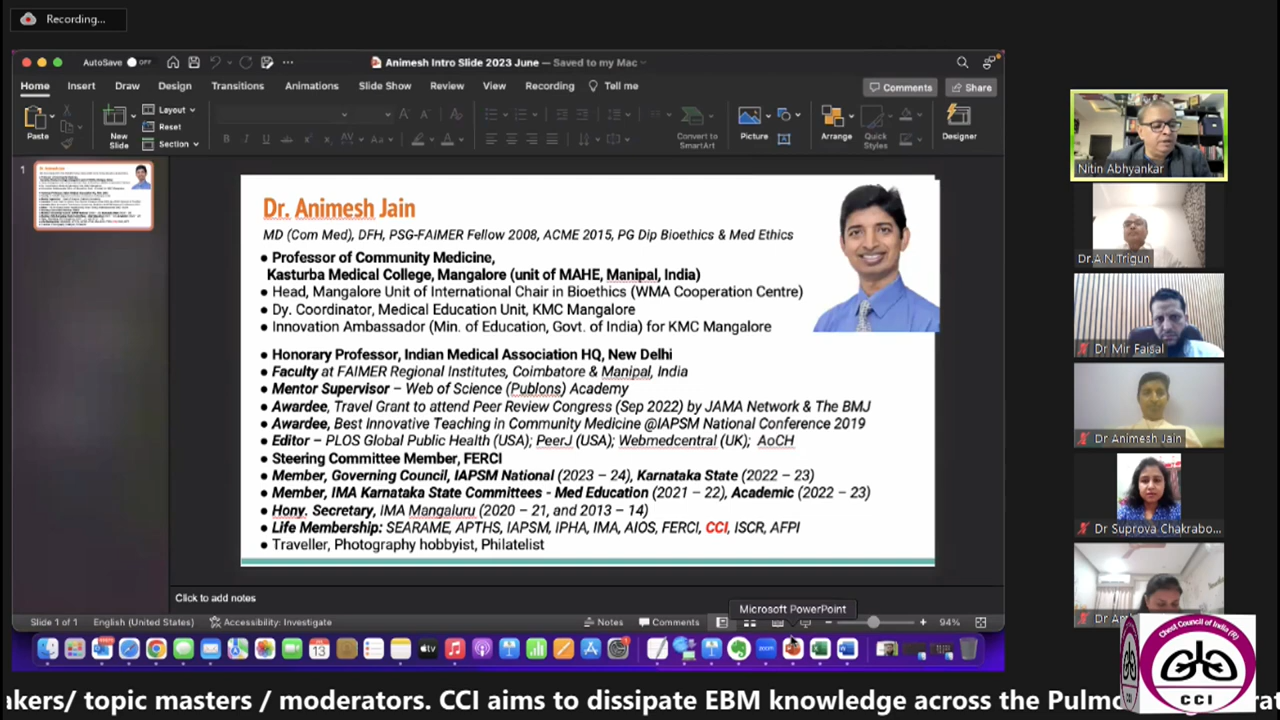 Recording...
AutoSave OFF
Animesh Intro Slide 2023 June — Saved to my Mac
Home Insert Draw Design Transitions Animations Slide Show Review View Recording Tell me
Comments Share
Paste
New Slide
Layout
Reset
Section
Convert to SmartArt
Picture
Arrange
Quick Styles
Designer
1
Dr. Animesh Jain
MD (Com Med), DFH, PSG-FAIMER Fellow 2008, ACME 2015, PG Dip Bioethics & Med Ethics
● Professor of Community Medicine,
Kasturba Medical College, Mangalore (unit of MAHE, Manipal, India)
● Head, Mangalore Unit of International Chair in Bioethics (WMA Cooperation Centre)
● Dy. Coordinator, Medical Education Unit, KMC Mangalore
● Innovation Ambassador (Min. of Education, Govt. of India) for KMC Mangalore
● Honorary Professor, Indian Medical Association HQ, New Delhi
● Faculty at FAIMER Regional Institutes, Coimbatore & Manipal, India
● Mentor Supervisor – Web of Science (Publons) Academy
● Awardee, Travel Grant to attend Peer Review Congress (Sep 2022) by JAMA Network & The BMJ
● Awardee, Best Innovative Teaching in Community Medicine @IAPSM National Conference 2019
● Editor – PLOS Global Public Health (USA); PeerJ (USA); Webmedcentral (UK); AoCH
● Steering Committee Member, FERCI
● Member, Governing Council, IAPSM National (2023 – 24), Karnataka State (2022 – 23)
● Member, IMA Karnataka State Committees - Med Education (2021 – 22), Academic (2022 – 23)
● Hony. Secretary, IMA Mangaluru (2020 – 21, and 2013 – 14)
● Life Membership: SEARAME, APTHS, IAPSM, IPHA, IMA, AIOS, FERCI, CCI, ISCR, AFPI
● Traveller, Photography hobbyist, Philatelist
Click to add notes
Microsoft PowerPoint
Slide 1 of 1 English (United States) Accessibility: Investigate Notes Comments 94%
13
tv
zoom
Nitin Abhyankar
Dr.A.N.Trigun
Dr Mir Faisal
Dr Animesh Jain
Dr Suprova Chakrabo...
Chest Council of India(R)
CCI
akers/ topic masters / moderators. CCI aims to dissipate EBM knowledge across the Pulmo